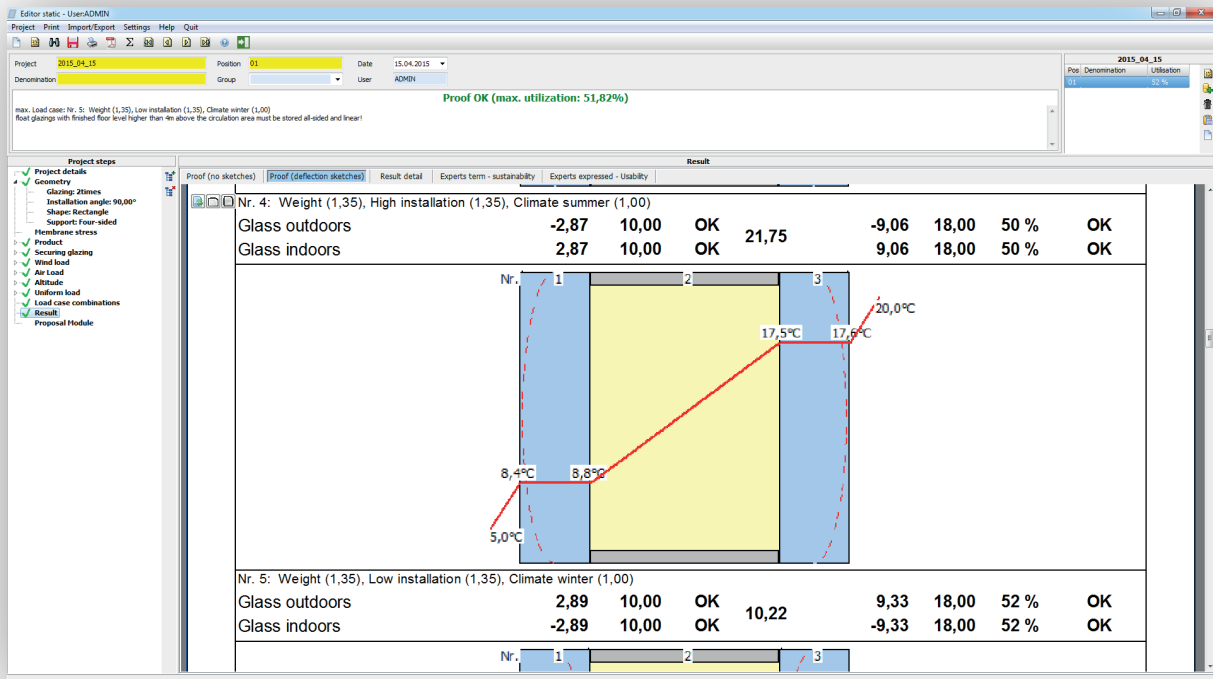 Editor static - User:ADMIN
Project Print Import/Export Settings Help Quit
Project 2015_04_15 Position 01 Date 15.04.2015
Denomination Group User ADMIN
Proof OK (max. utilization: 51,82%)
max. Load case: Nr. 5: Weight (1,35), Low installation (1,35), Climate winter (1,00)
float glazings with finished floor level higher than 4m above the circulation area must be stored all-sided and linear!
2015_04_15
Pos Denomination Utilisation
01 52 %
Project steps
Project details
Geometry
Glazing: 2times
Installation angle: 90,00°
Shape: Rectangle
Support: Four-sided
Membrane stress
Product
Securing glazing
Wind load
Air Load
Altitude
Uniform load
Load case combinations
Result
Proposal Module
Result
Proof (no sketches) Proof (deflection sketches) Result detail Experts term - sustainability Experts expressed - Usability
Nr. 4: Weight (1,35), High installation (1,35), Climate summer (1,00)
Glass outdoors -2,87 10,00 OK 21,75 -9,06 18,00 50 % OK
Glass indoors 2,87 10,00 OK 9,06 18,00 50 % OK
Nr. 1 2 3
20,0°C
17,5°C 17,6°C
8,4°C 8,8°C
5,0°C
Nr. 5: Weight (1,35), Low installation (1,35), Climate winter (1,00)
Glass outdoors 2,89 10,00 OK 10,22 9,33 18,00 52 % OK
Glass indoors -2,89 10,00 OK -9,33 18,00 52 % OK
Nr. 1 2 3